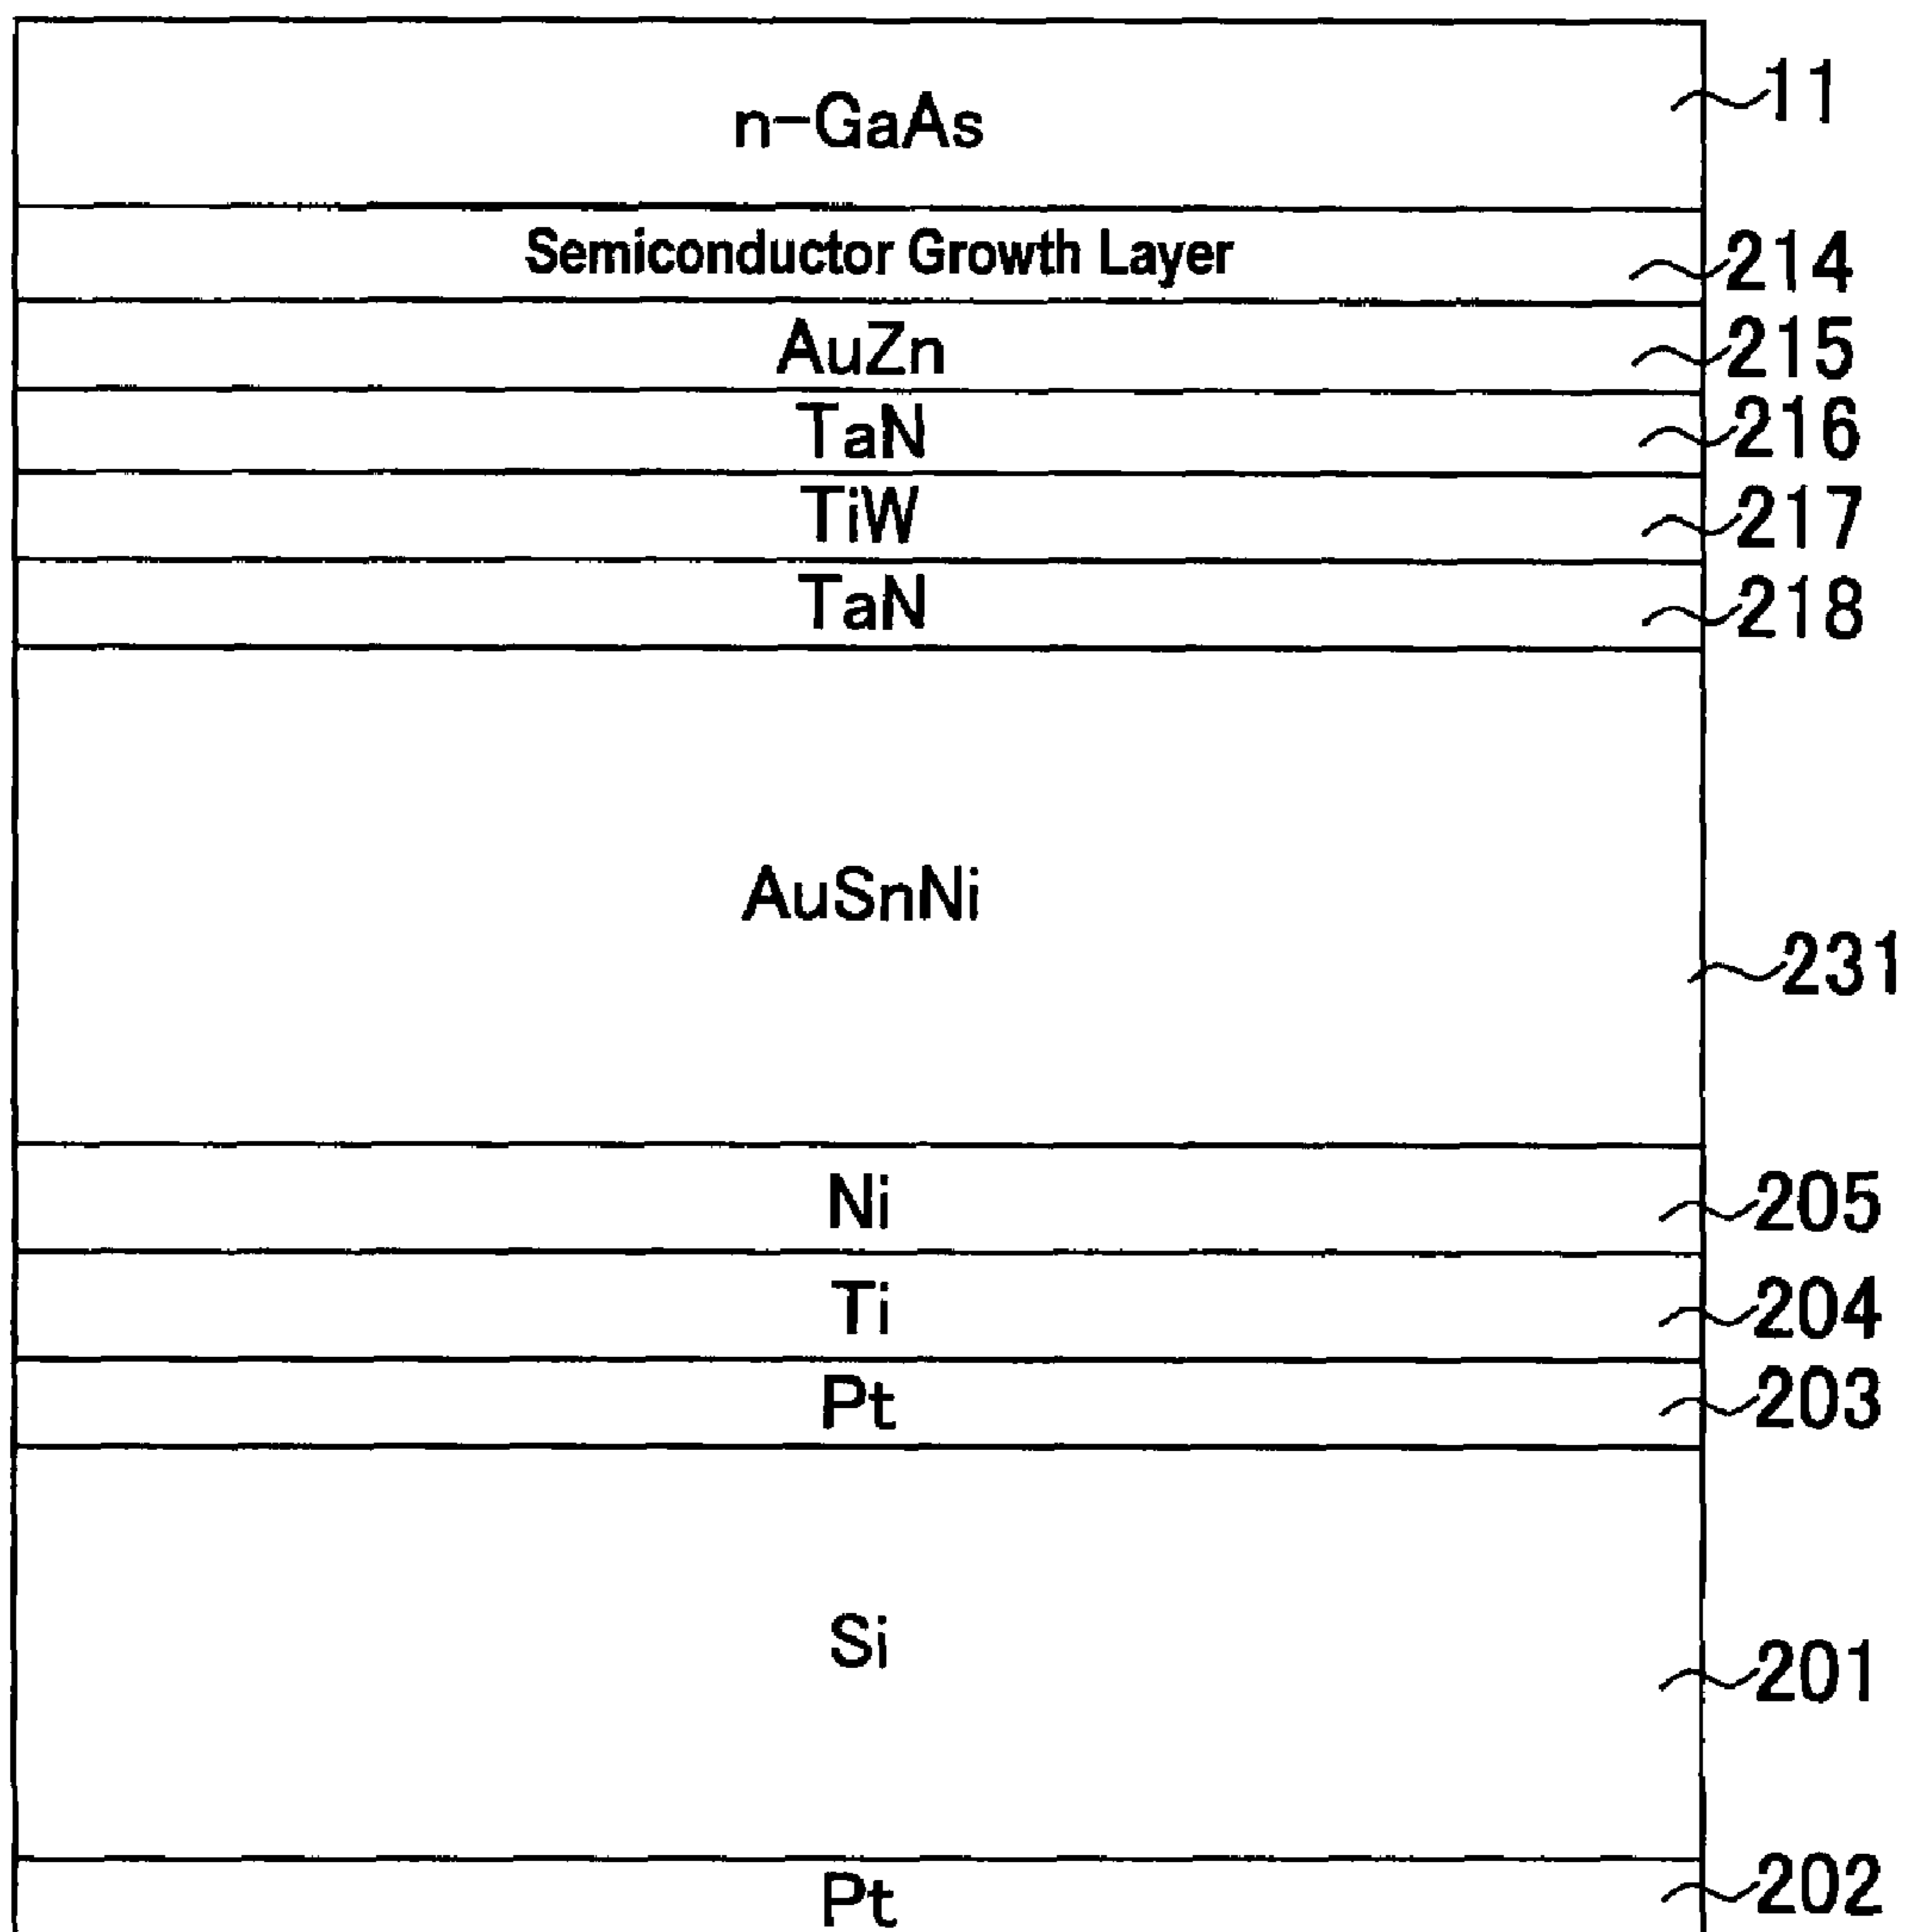 n-GaAs 11
Semiconductor Growth Layer 214
AuZn 215
TaN 216
TiW 217
TaN 218
AuSnNi
231
Ni 205
Ti 204
Pt 203
Si 201
Pt 202